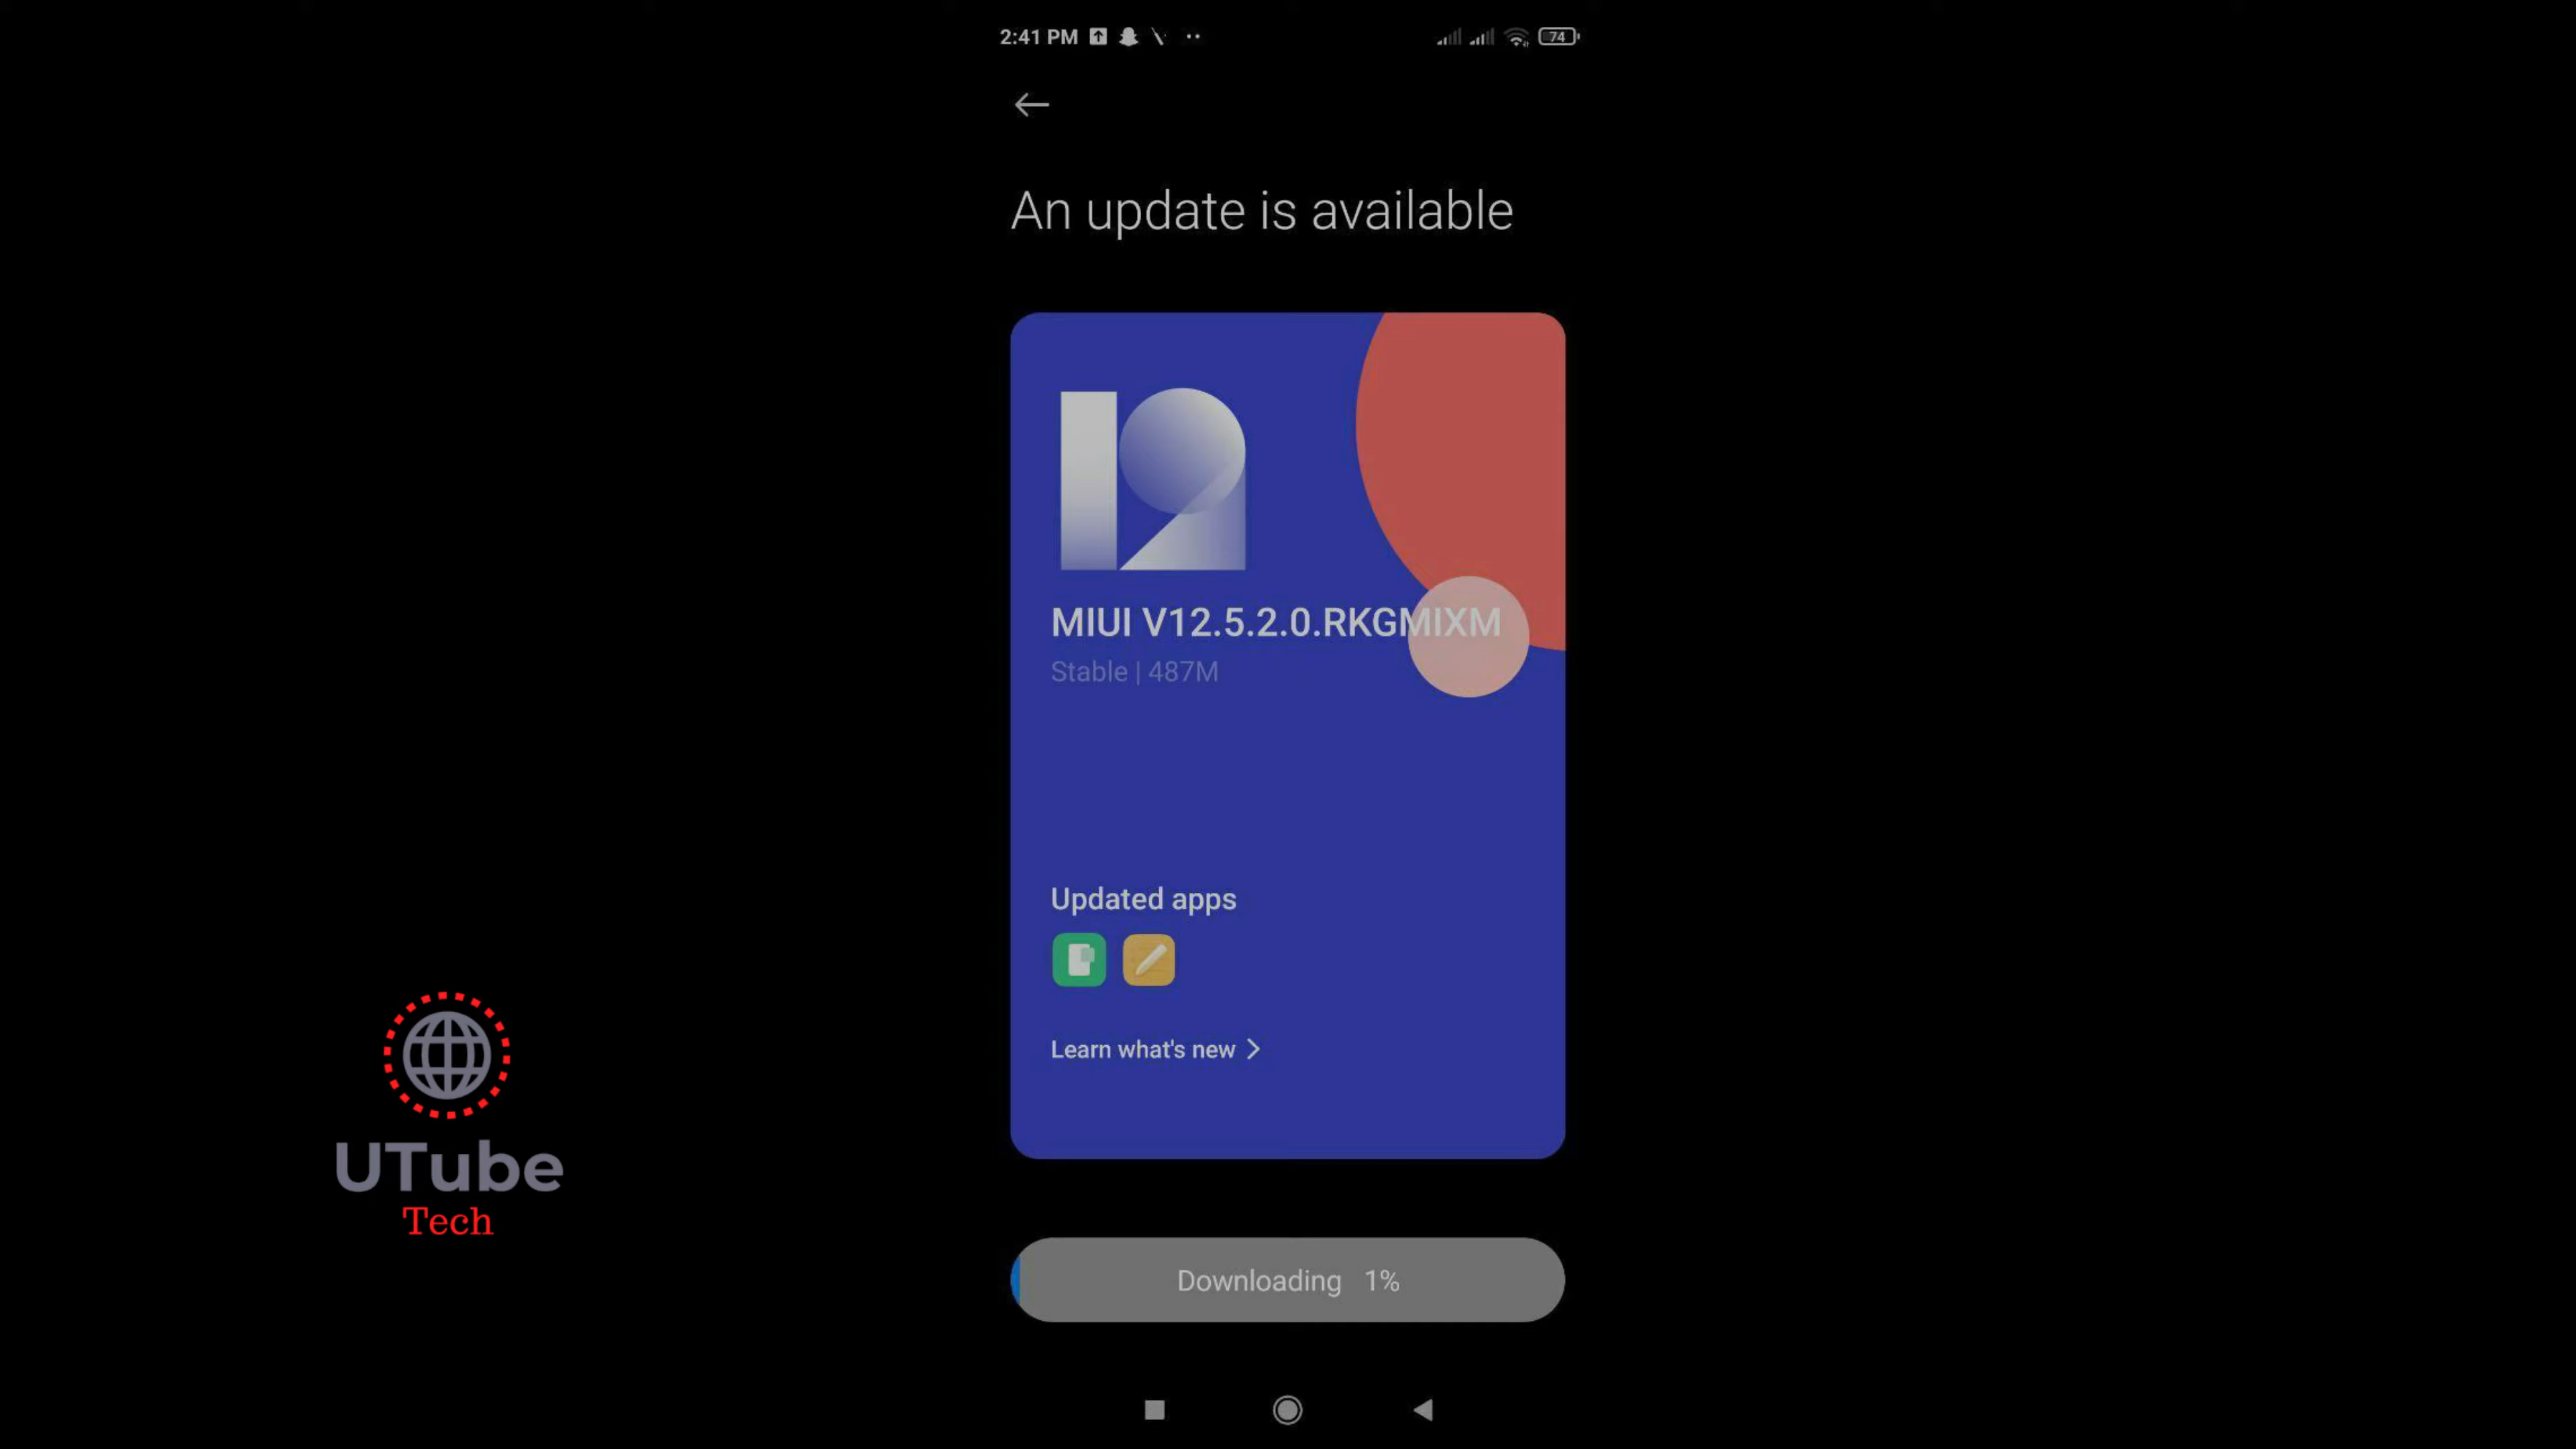 2:41 PM
74
An update is available
MIUI V12.5.2.0.RKGMIXM
Stable | 487M
Updated apps
Learn what's new
UTube
Tech
Downloading 1%